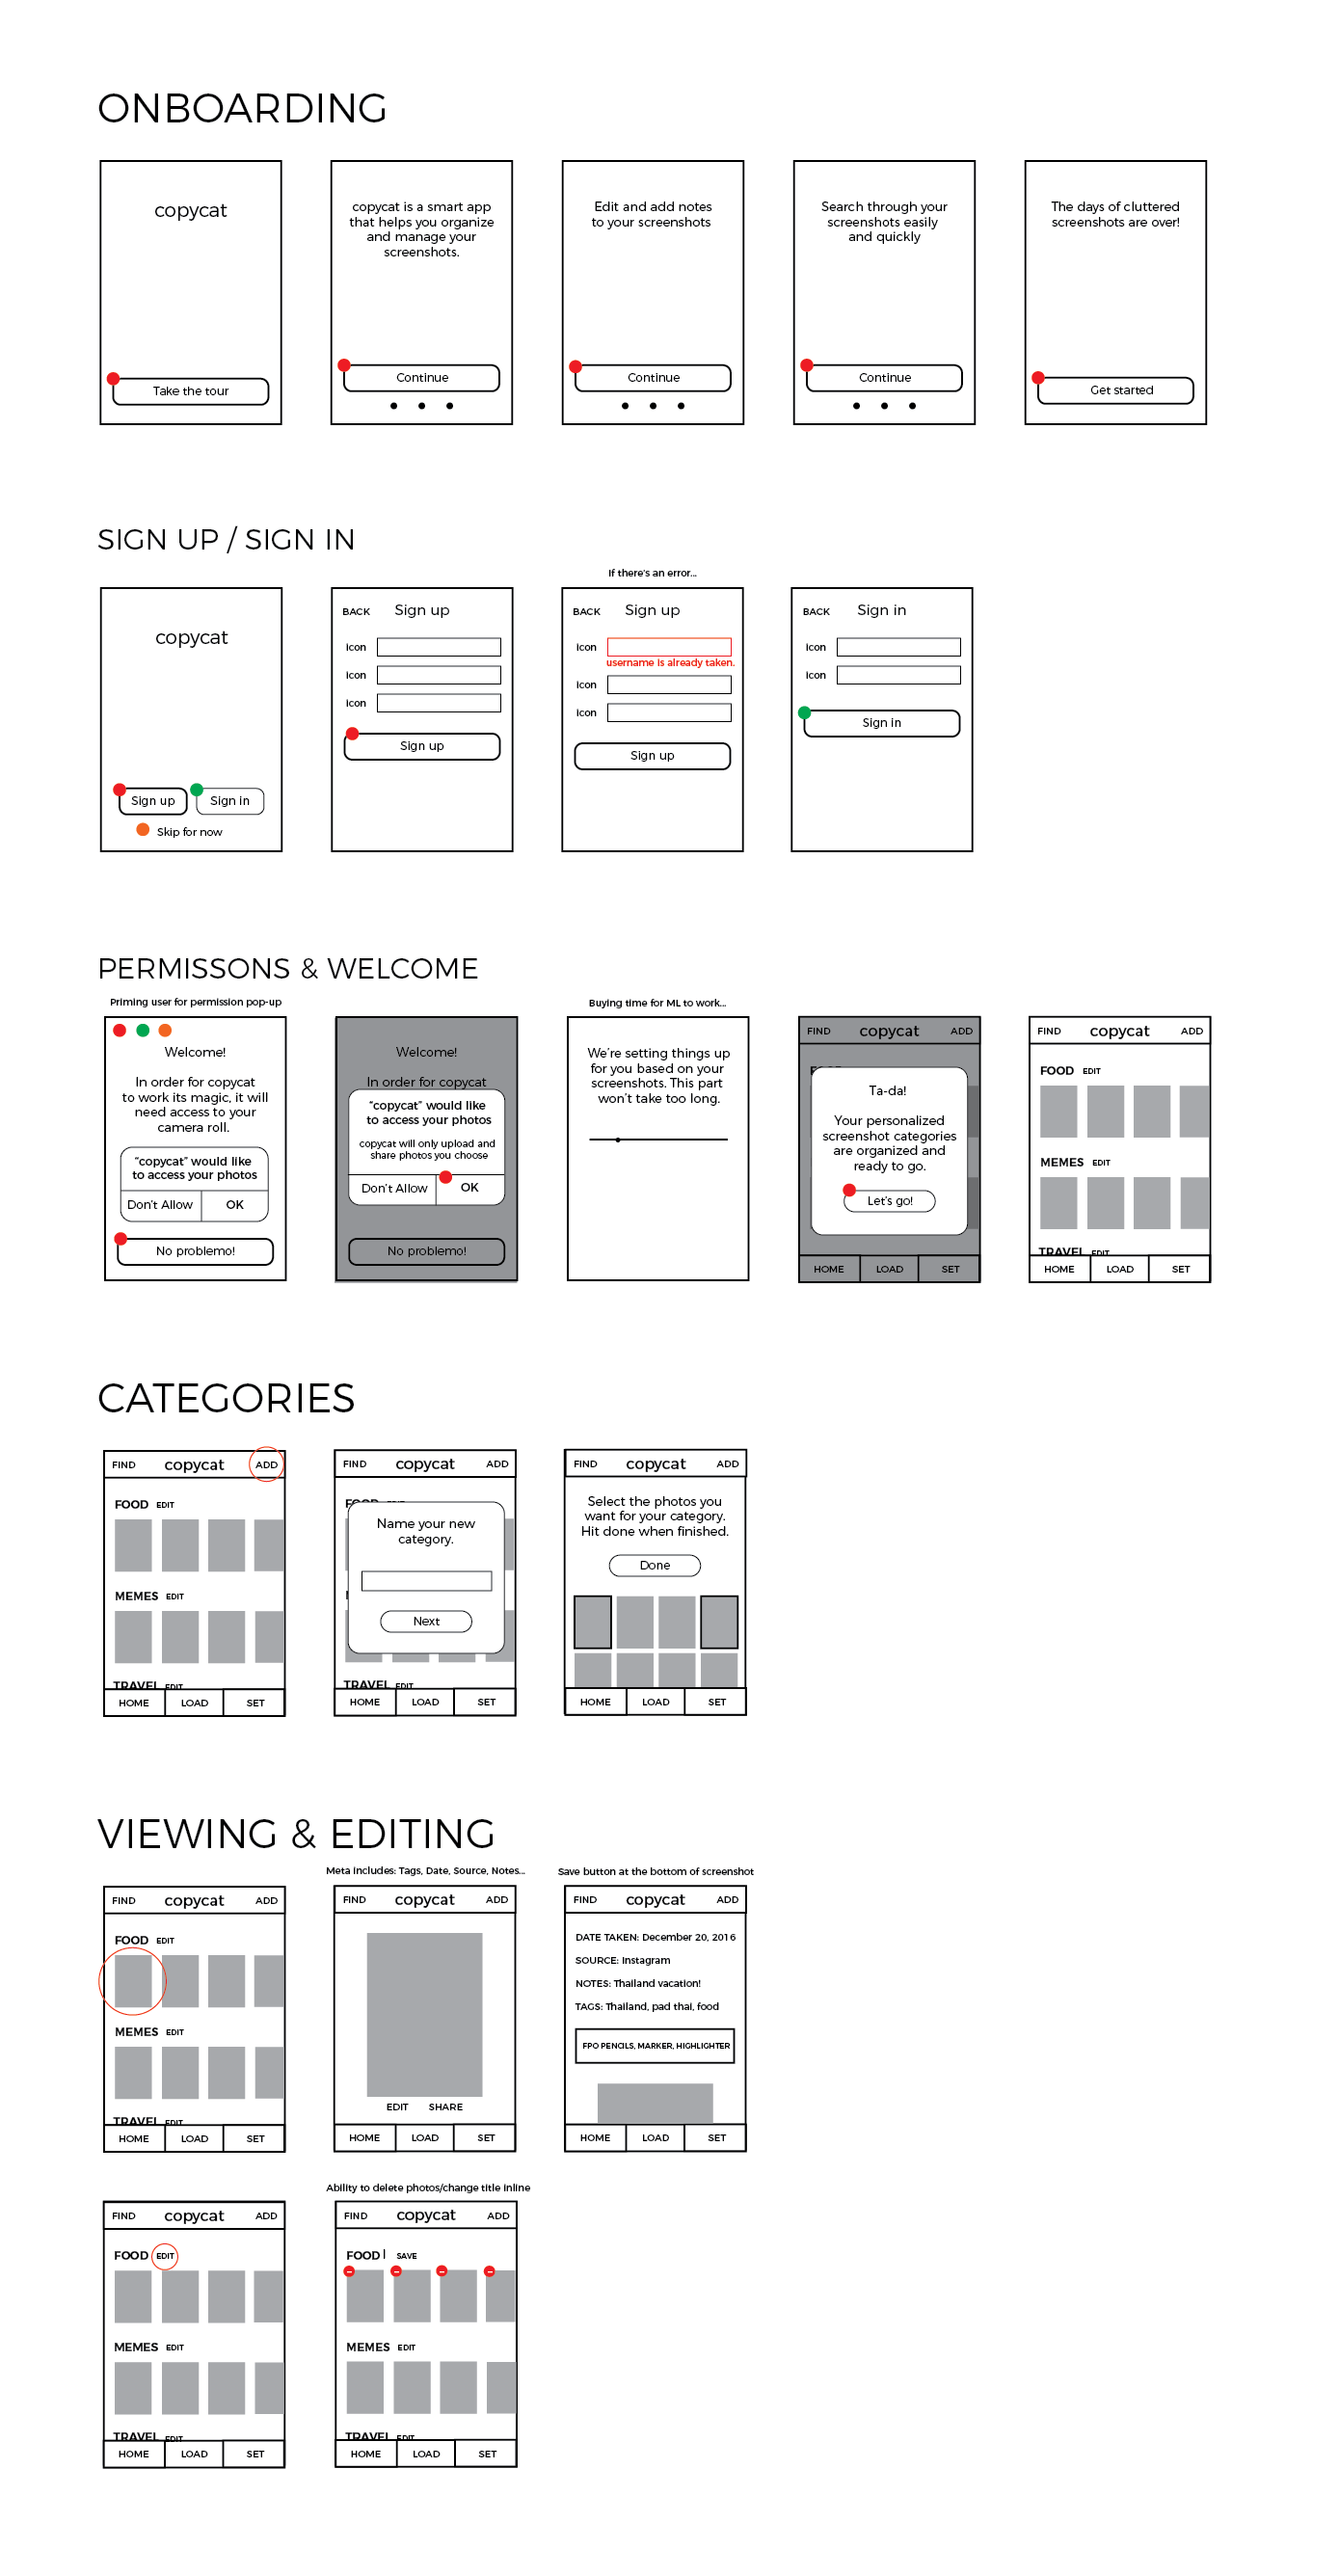 ONBOARDING
copycat
Take the tour
copycat is a smart app
that helps you organize
and manage your
screenshots.
Continue
Edit and add notes
to your screenshots
Continue
Search through your
screenshots easily
and quickly
Continue
The days of cluttered
screenshots are over!
Get started
SIGN UP / SIGN IN
copycat
Sign up
Sign in
Skip for now
BACK Sign up
icon
icon
icon
Sign up
If there's an error...
BACK Sign up
icon
username is already taken.
icon
icon
Sign up
BACK Sign in
icon
icon
Sign in
PERMISSONS & WELCOME
Priming user for permission pop-up
Welcome!
In order for copycat
to work its magic, it will
need access to your
camera roll.
“copycat” would like
to access your photos
Don't Allow OK
No problemo!
Welcome!
In order for copycat
“copycat” would like
to access your photos
copycat will only upload and
share photos you choose
Don't Allow OK
No problemo!
Buying time for ML to work...
We're setting things up
for you based on your
screenshots. This part
won't take too long.
FIND copycat ADD
Ta-da!
Your personalized
screenshot categories
are organized and
ready to go.
Let's go!
HOME LOAD SET
FIND copycat ADD
FOOD EDIT
MEMES EDIT
TRAVEL EDIT
HOME LOAD SET
CATEGORIES
FIND copycat ADD
FOOD EDIT
MEMES EDIT
TRAVEL EDIT
HOME LOAD SET
FIND copycat ADD
FOOD
Name your new
category.
Next
TRAVEL EDIT
HOME LOAD SET
FIND copycat ADD
Select the photos you
want for your category.
Hit done when finished.
Done
HOME LOAD SET
VIEWING & EDITING
FIND copycat ADD
FOOD EDIT
MEMES EDIT
TRAVEL EDIT
HOME LOAD SET
Meta includes: Tags, Date, Source, Notes...
FIND copycat ADD
EDIT SHARE
HOME LOAD SET
Save button at the bottom of screenshot
FIND copycat ADD
DATE TAKEN: December 20, 2016
SOURCE: Instagram
NOTES: Thailand vacation!
TAGS: Thailand, pad thai, food
FPO PENCILS, MARKER, HIGHLIGHTER
HOME LOAD SET
FIND copycat ADD
FOOD EDIT
MEMES EDIT
TRAVEL EDIT
HOME LOAD SET
Ability to delete photos/change title inline
FIND copycat ADD
FOOD SAVE
MEMES EDIT
TRAVEL EDIT
HOME LOAD SET